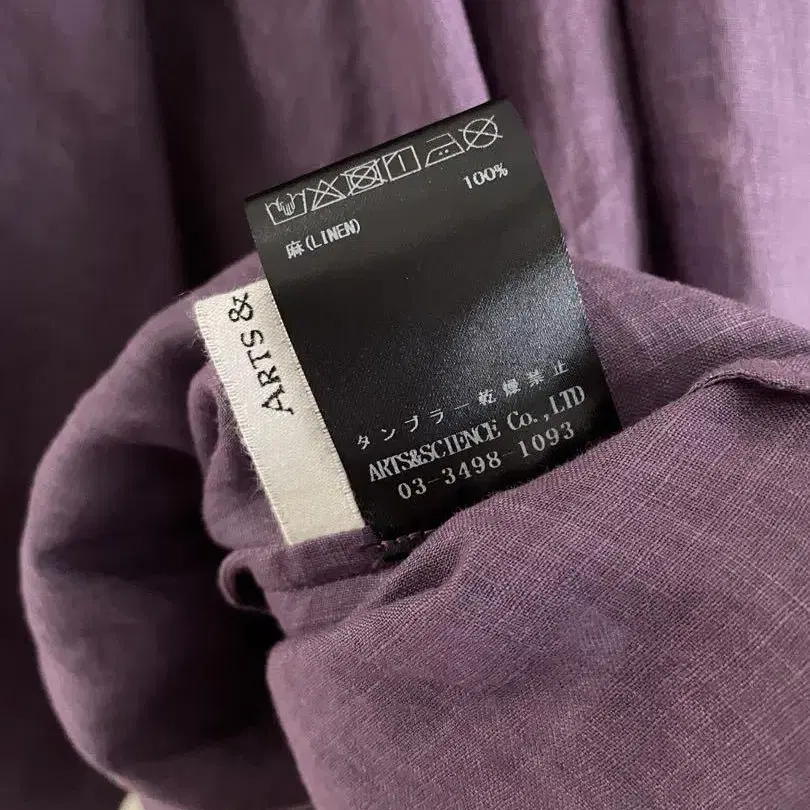 100%
麻(LINEN)
ARTS &
タンブラー乾燥禁止
ARTS&SCIENCE Co.,LTD
03-3498-1093